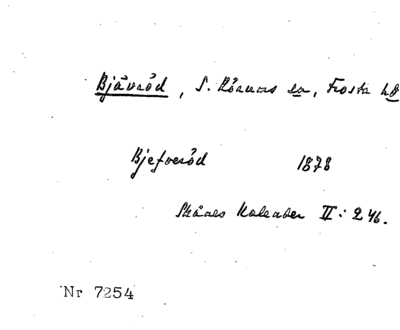 Bjävröd, S. Rörums sn, Frosta hd
Bjefveröd 1878
Skånes Kalender II: 246.
Nr 7254